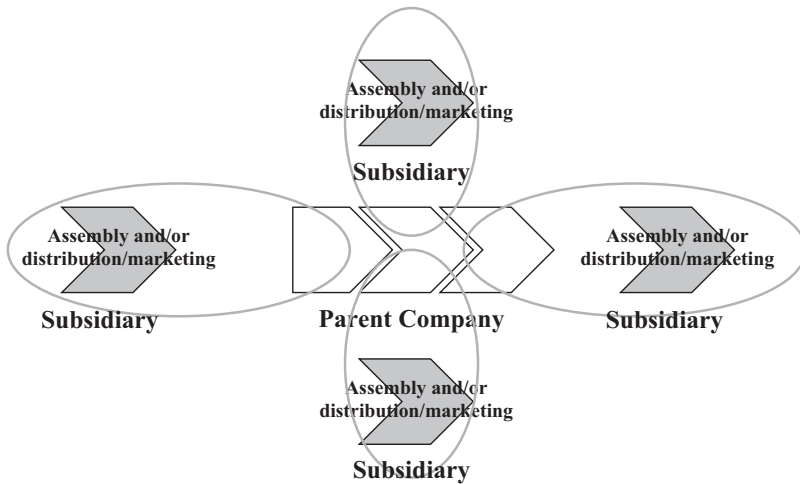 Assembly and/or
distribution/marketing
Subsidiary
Assembly and/or
distribution/marketing
Subsidiary
Parent Company
Assembly and/or
distribution/marketing
Subsidiary
Assembly and/or
distribution/marketing
Subsidiary